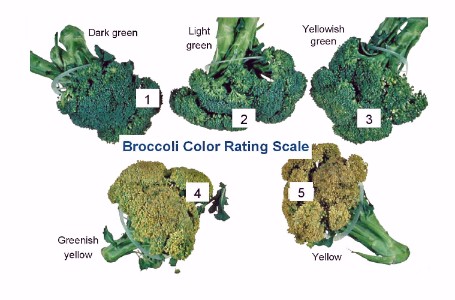 Dark green
Light
green
Yellowish
green
1
2
3
Broccoli Color Rating Scale
4
5
Greenish
yellow
Yellow